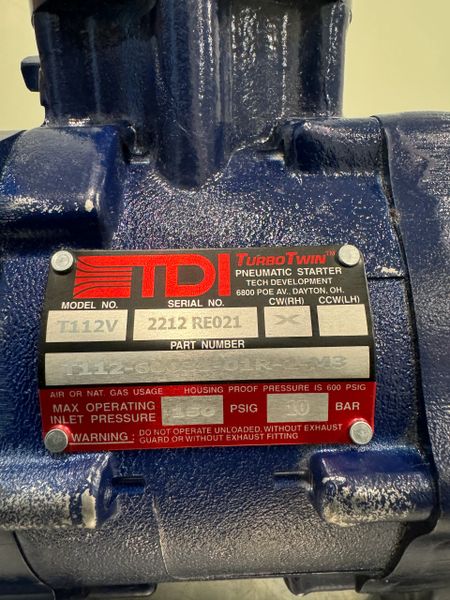 TDI TURBOTWIN™
PNEUMATIC STARTER
TECH DEVELOPMENT
6800 POE AV., DAYTON, OH.
MODEL NO. SERIAL NO. CW(RH) CCW(LH)
T112V 2212 RE021 X
PART NUMBER
AIR OR NAT. GAS USAGE HOUSING PROOF PRESSURE IS 600 PSIG
MAX OPERATING
INLET PRESSURE 150 PSIG 10 BAR
WARNING: DO NOT OPERATE UNLOADED, WITHOUT EXHAUST
GUARD OR WITHOUT EXHAUST FITTING